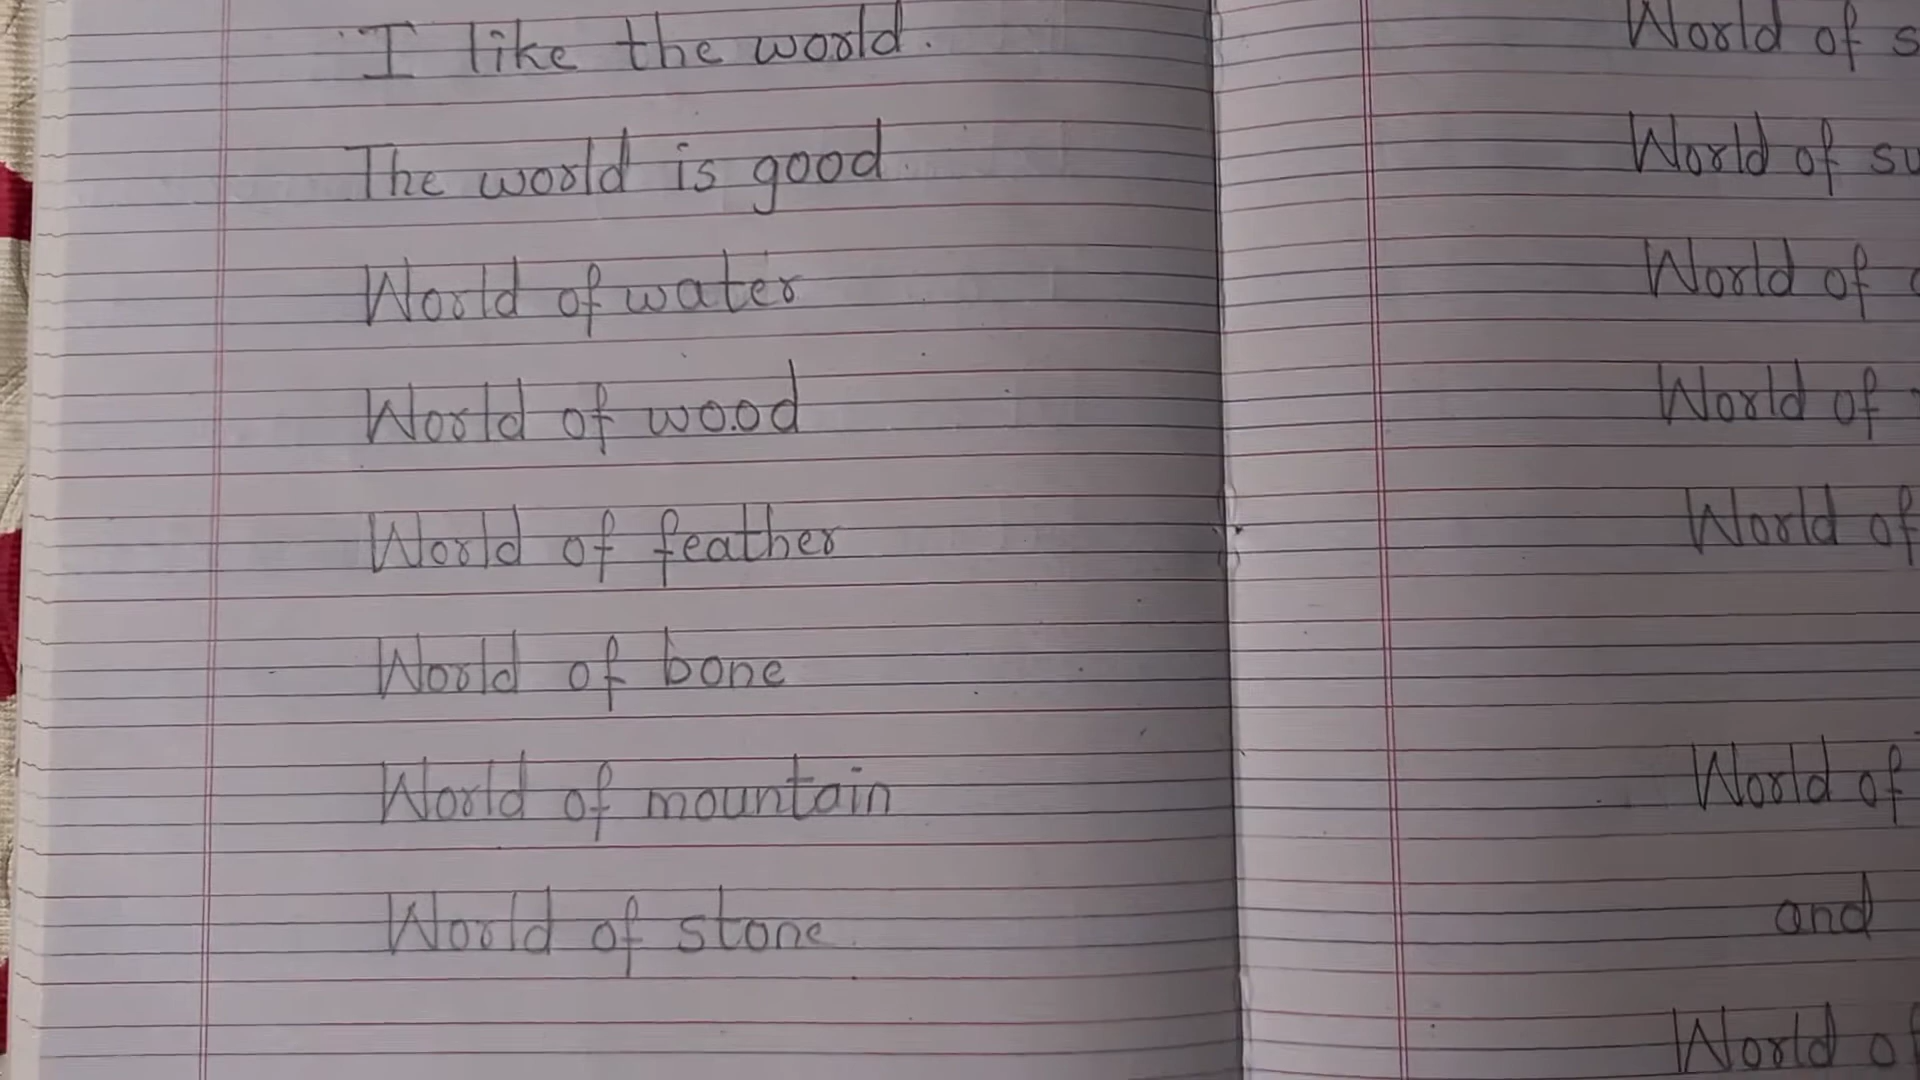 I like the world.
The world is good.
World of water
World of wood
World of feather
World of bone
World of mountain
World of stone.
World of
World of
World of
World of
World of
World of
and
World